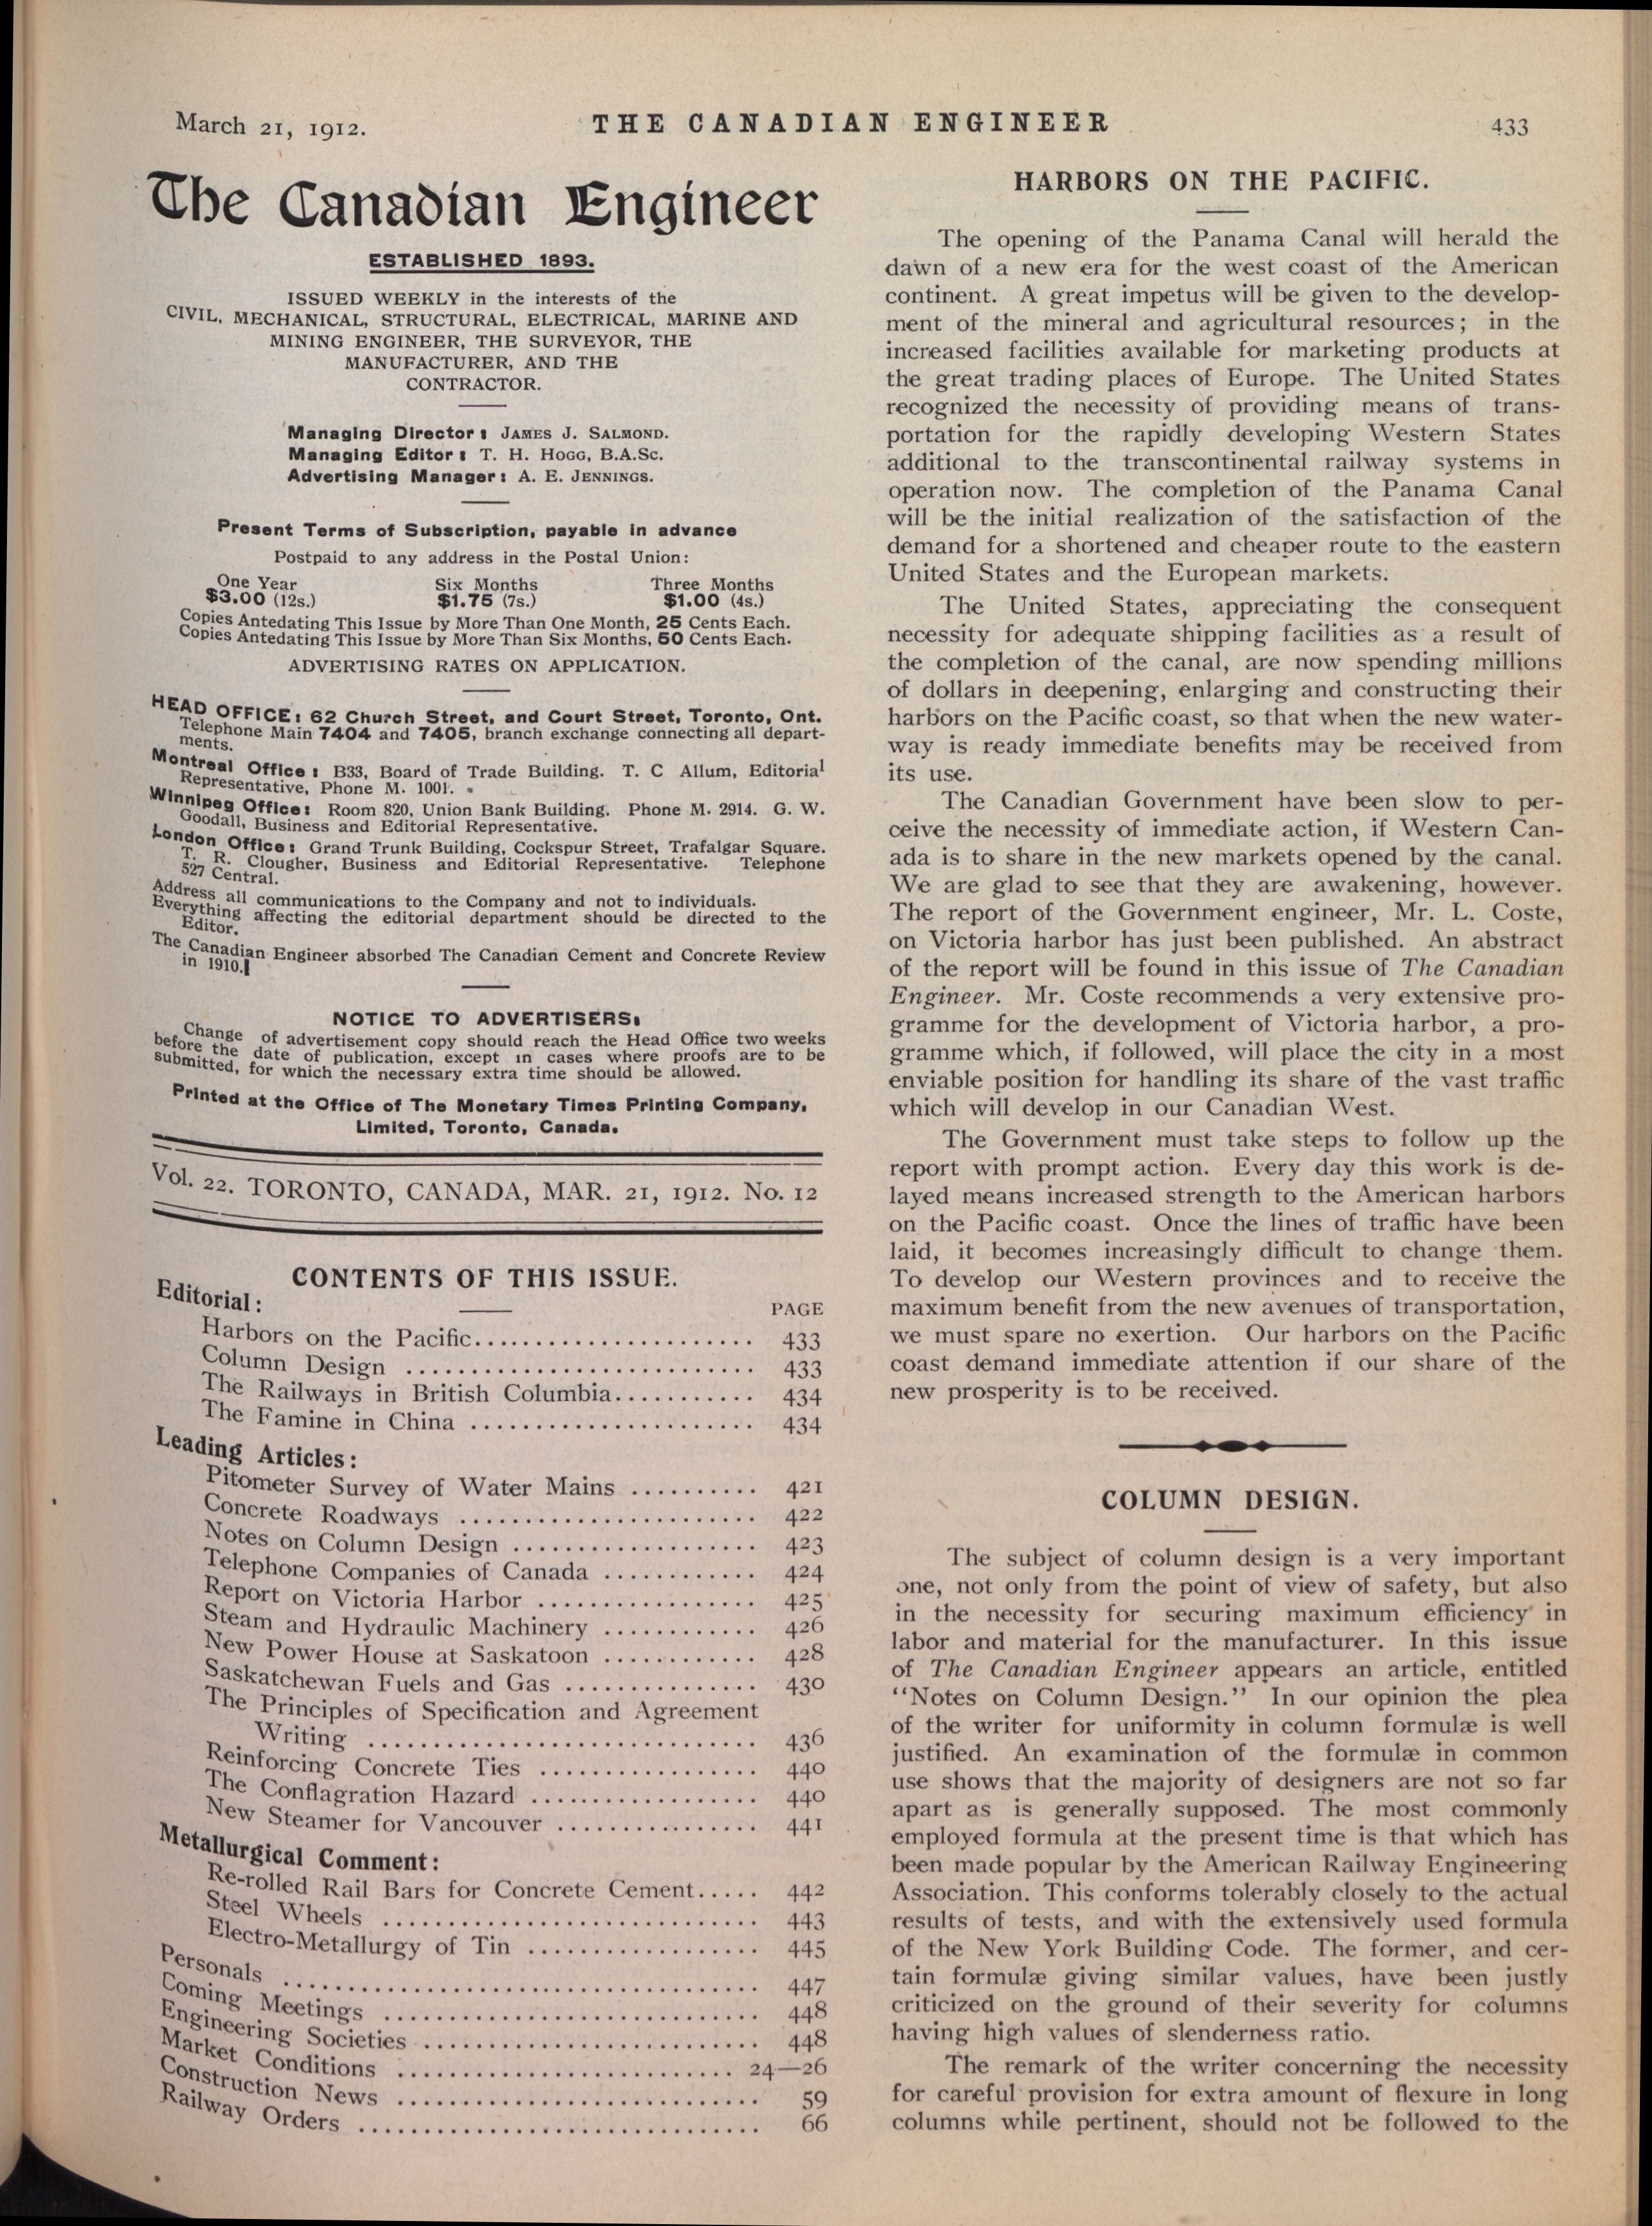 March 21, 1912.
THE CANADIAN ENGINEER
433
The Canadian Engineer
ESTABLISHED 1893.
ISSUED WEEKLY in the interests of the
CIVIL, MECHANICAL, STRUCTURAL, ELECTRICAL, MARINE AND
MINING ENGINEER, THE SURVEYOR, THE
MANUFACTURER, AND THE
CONTRACTOR.
Managing Director: JAMES J. SALMOND.
Managing Editor: T. H. HOGG, B.A.Sc.
Advertising Manager: A. E. JENNINGS.
Present Terms of Subscription, payable in advance
Postpaid to any address in the Postal Union:
One Year Six Months Three Months
$3.00 (12s.) $1.75 (7s.) $1.00 (4s.)
Copies Antedating This Issue by More Than One Month, 25 Cents Each.
Copies Antedating This Issue by More Than Six Months, 50 Cents Each.
ADVERTISING RATES ON APPLICATION.
HEAD OFFICE: 62 Church Street, and Court Street, Toronto, Ont.
Telephone Main 7404 and 7405, branch exchange connecting all depart-
ments.
Montreal Office: B33, Board of Trade Building. T. C Allum, Editorial
Representative, Phone M. 1001.
Winnipeg Office: Room 820, Union Bank Building. Phone M. 2914. G. W.
Goodall, Business and Editorial Representative.
London Office: Grand Trunk Building, Cockspur Street, Trafalgar Square.
T. R. Clougher, Business and Editorial Representative. Telephone
527 Central.
Address all communications to the Company and not to individuals.
Everything affecting the editorial department should be directed to the
Editor.
The Canadian Engineer absorbed The Canadian Cement and Concrete Review
in 1910.
NOTICE TO ADVERTISERS:
Change of advertisement copy should reach the Head Office two weeks
before the date of publication, except in cases where proofs are to be
submitted, for which the necessary extra time should be allowed.
Printed at the Office of The Monetary Times Printing Company,
Limited, Toronto, Canada.
Vol. 22. TORONTO, CANADA, MAR. 21, 1912. No. 12
CONTENTS OF THIS ISSUE.
Editorial:
PAGE
Harbors on the Pacific...................... 433
Column Design ........................... 433
The Railways in British Columbia........... 434
The Famine in China ...................... 434
Leading Articles:
Pitometer Survey of Water Mains .......... 421
Concrete Roadways ....................... 422
Notes on Column Design ................... 423
Telephone Companies of Canada ............ 424
Report on Victoria Harbor ................. 425
Steam and Hydraulic Machinery ............ 426
New Power House at Saskatoon ............ 428
Saskatchewan Fuels and Gas ............... 430
The Principles of Specification and Agreement
Writing .............................. 436
Reinforcing Concrete Ties ................. 440
The Conflagration Hazard .................. 440
New Steamer for Vancouver ................ 441
Metallurgical Comment:
Re-rolled Rail Bars for Concrete Cement..... 442
Steel Wheels ............................. 443
Electro-Metallurgy of Tin .................. 445
Personals ..................................... 447
Coming Meetings ............................. 448
Engineering Societies .......................... 448
Market Conditions .......................... 24—26
Construction News ............................ 59
Railway Orders ............................... 66
HARBORS ON THE PACIFIC.
The opening of the Panama Canal will herald the
dawn of a new era for the west coast of the American
continent. A great impetus will be given to the develop-
ment of the mineral and agricultural resources; in the
increased facilities available for marketing products at
the great trading places of Europe. The United States
recognized the necessity of providing means of trans-
portation for the rapidly developing Western States
additional to the transcontinental railway systems in
operation now. The completion of the Panama Canal
will be the initial realization of the satisfaction of the
demand for a shortened and cheaper route to the eastern
United States and the European markets.
The United States, appreciating the consequent
necessity for adequate shipping facilities as a result of
the completion of the canal, are now spending millions
of dollars in deepening, enlarging and constructing their
harbors on the Pacific coast, so that when the new water-
way is ready immediate benefits may be received from
its use.
The Canadian Government have been slow to per-
ceive the necessity of immediate action, if Western Can-
ada is to share in the new markets opened by the canal.
We are glad to see that they are awakening, however.
The report of the Government engineer, Mr. L. Coste,
on Victoria harbor has just been published. An abstract
of the report will be found in this issue of The Canadian
Engineer. Mr. Coste recommends a very extensive pro-
gramme for the development of Victoria harbor, a pro-
gramme which, if followed, will place the city in a most
enviable position for handling its share of the vast traffic
which will develop in our Canadian West.
The Government must take steps to follow up the
report with prompt action. Every day this work is de-
layed means increased strength to the American harbors
on the Pacific coast. Once the lines of traffic have been
laid, it becomes increasingly difficult to change them.
To develop our Western provinces and to receive the
maximum benefit from the new avenues of transportation,
we must spare no exertion. Our harbors on the Pacific
coast demand immediate attention if our share of the
new prosperity is to be received.
COLUMN DESIGN.
The subject of column design is a very important
one, not only from the point of view of safety, but also
in the necessity for securing maximum efficiency in
labor and material for the manufacturer. In this issue
of The Canadian Engineer appears an article, entitled
“Notes on Column Design.” In our opinion the plea
of the writer for uniformity in column formulæ is well
justified. An examination of the formulæ in common
use shows that the majority of designers are not so far
apart as is generally supposed. The most commonly
employed formula at the present time is that which has
been made popular by the American Railway Engineering
Association. This conforms tolerably closely to the actual
results of tests, and with the extensively used formula
of the New York Building Code. The former, and cer-
tain formulæ giving similar values, have been justly
criticized on the ground of their severity for columns
having high values of slenderness ratio.
The remark of the writer concerning the necessity
for careful provision for extra amount of flexure in long
columns while pertinent, should not be followed to the